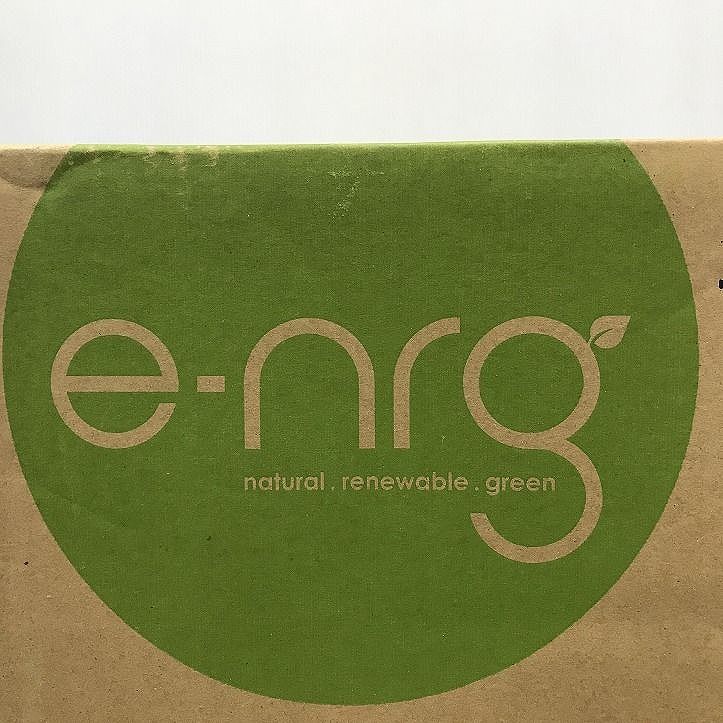 e-nrg
natural . renewable . green